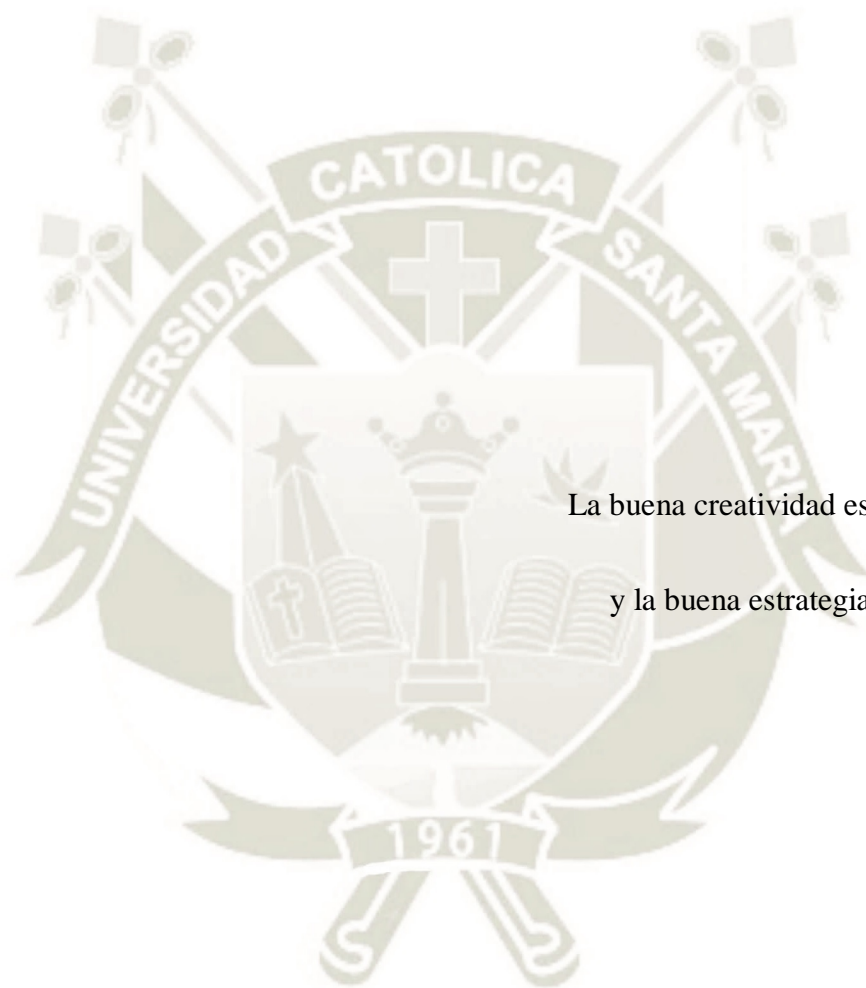 UNIVERSIDAD CATOLICA SANTA MARIA
La buena creatividad es
y la buena estrategia
1961